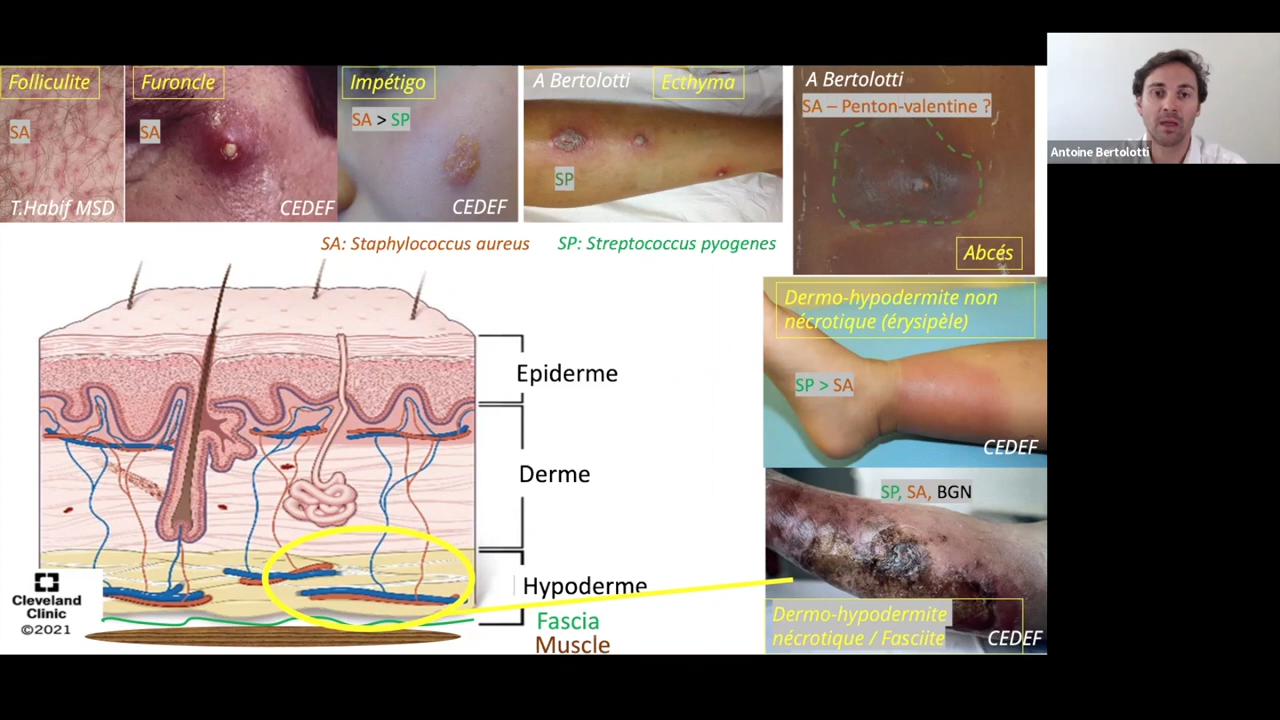 Folliculite
SA
T.Habif MSD
Furoncle
SA
CEDEF
Impétigo
SA > SP
CEDEF
A Bertolotti
Ecthyma
SP
A Bertolotti
SA – Penton-valentine ?
Abcés
Antoine Bertolotti
SA: Staphylococcus aureus
SP: Streptococcus pyogenes
Dermo-hypodermite non
nécrotique (érysipèle)
SP > SA
CEDEF
Epiderme
Derme
Hypoderme
Fascia
Muscle
Cleveland
Clinic
©2021
SP, SA, BGN
Dermo-hypodermite
nécrotique / Fasciite
CEDEF